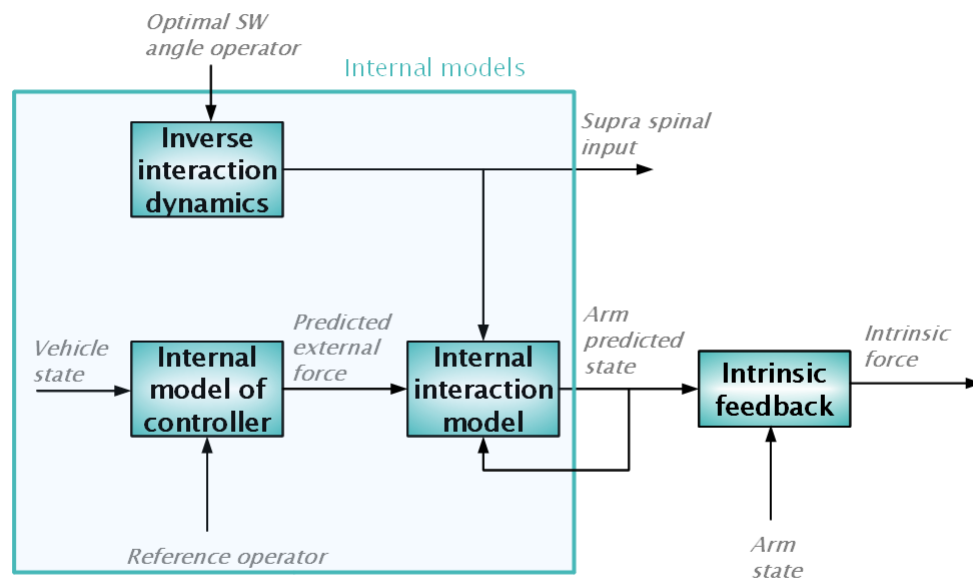 Optimal SW
angle operator
Internal models
Inverse
interaction
dynamics
Supra spinal
input
Vehicle
state
Internal
model of
controller
Predicted
external
force
Internal
interaction
model
Arm
predicted
state
Intrinsic
feedback
Intrinsic
force
Reference operator
Arm
state